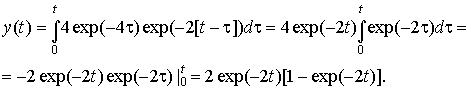 y(t) = ∫₀ᵗ 4 exp(−4τ) exp(−2[t − τ])dτ = 4 exp(−2t) ∫₀ᵗ exp(−2τ)dτ =
= −2 exp(−2t) exp(−2τ) |₀ᵗ = 2 exp(−2t)[1 − exp(−2t)].